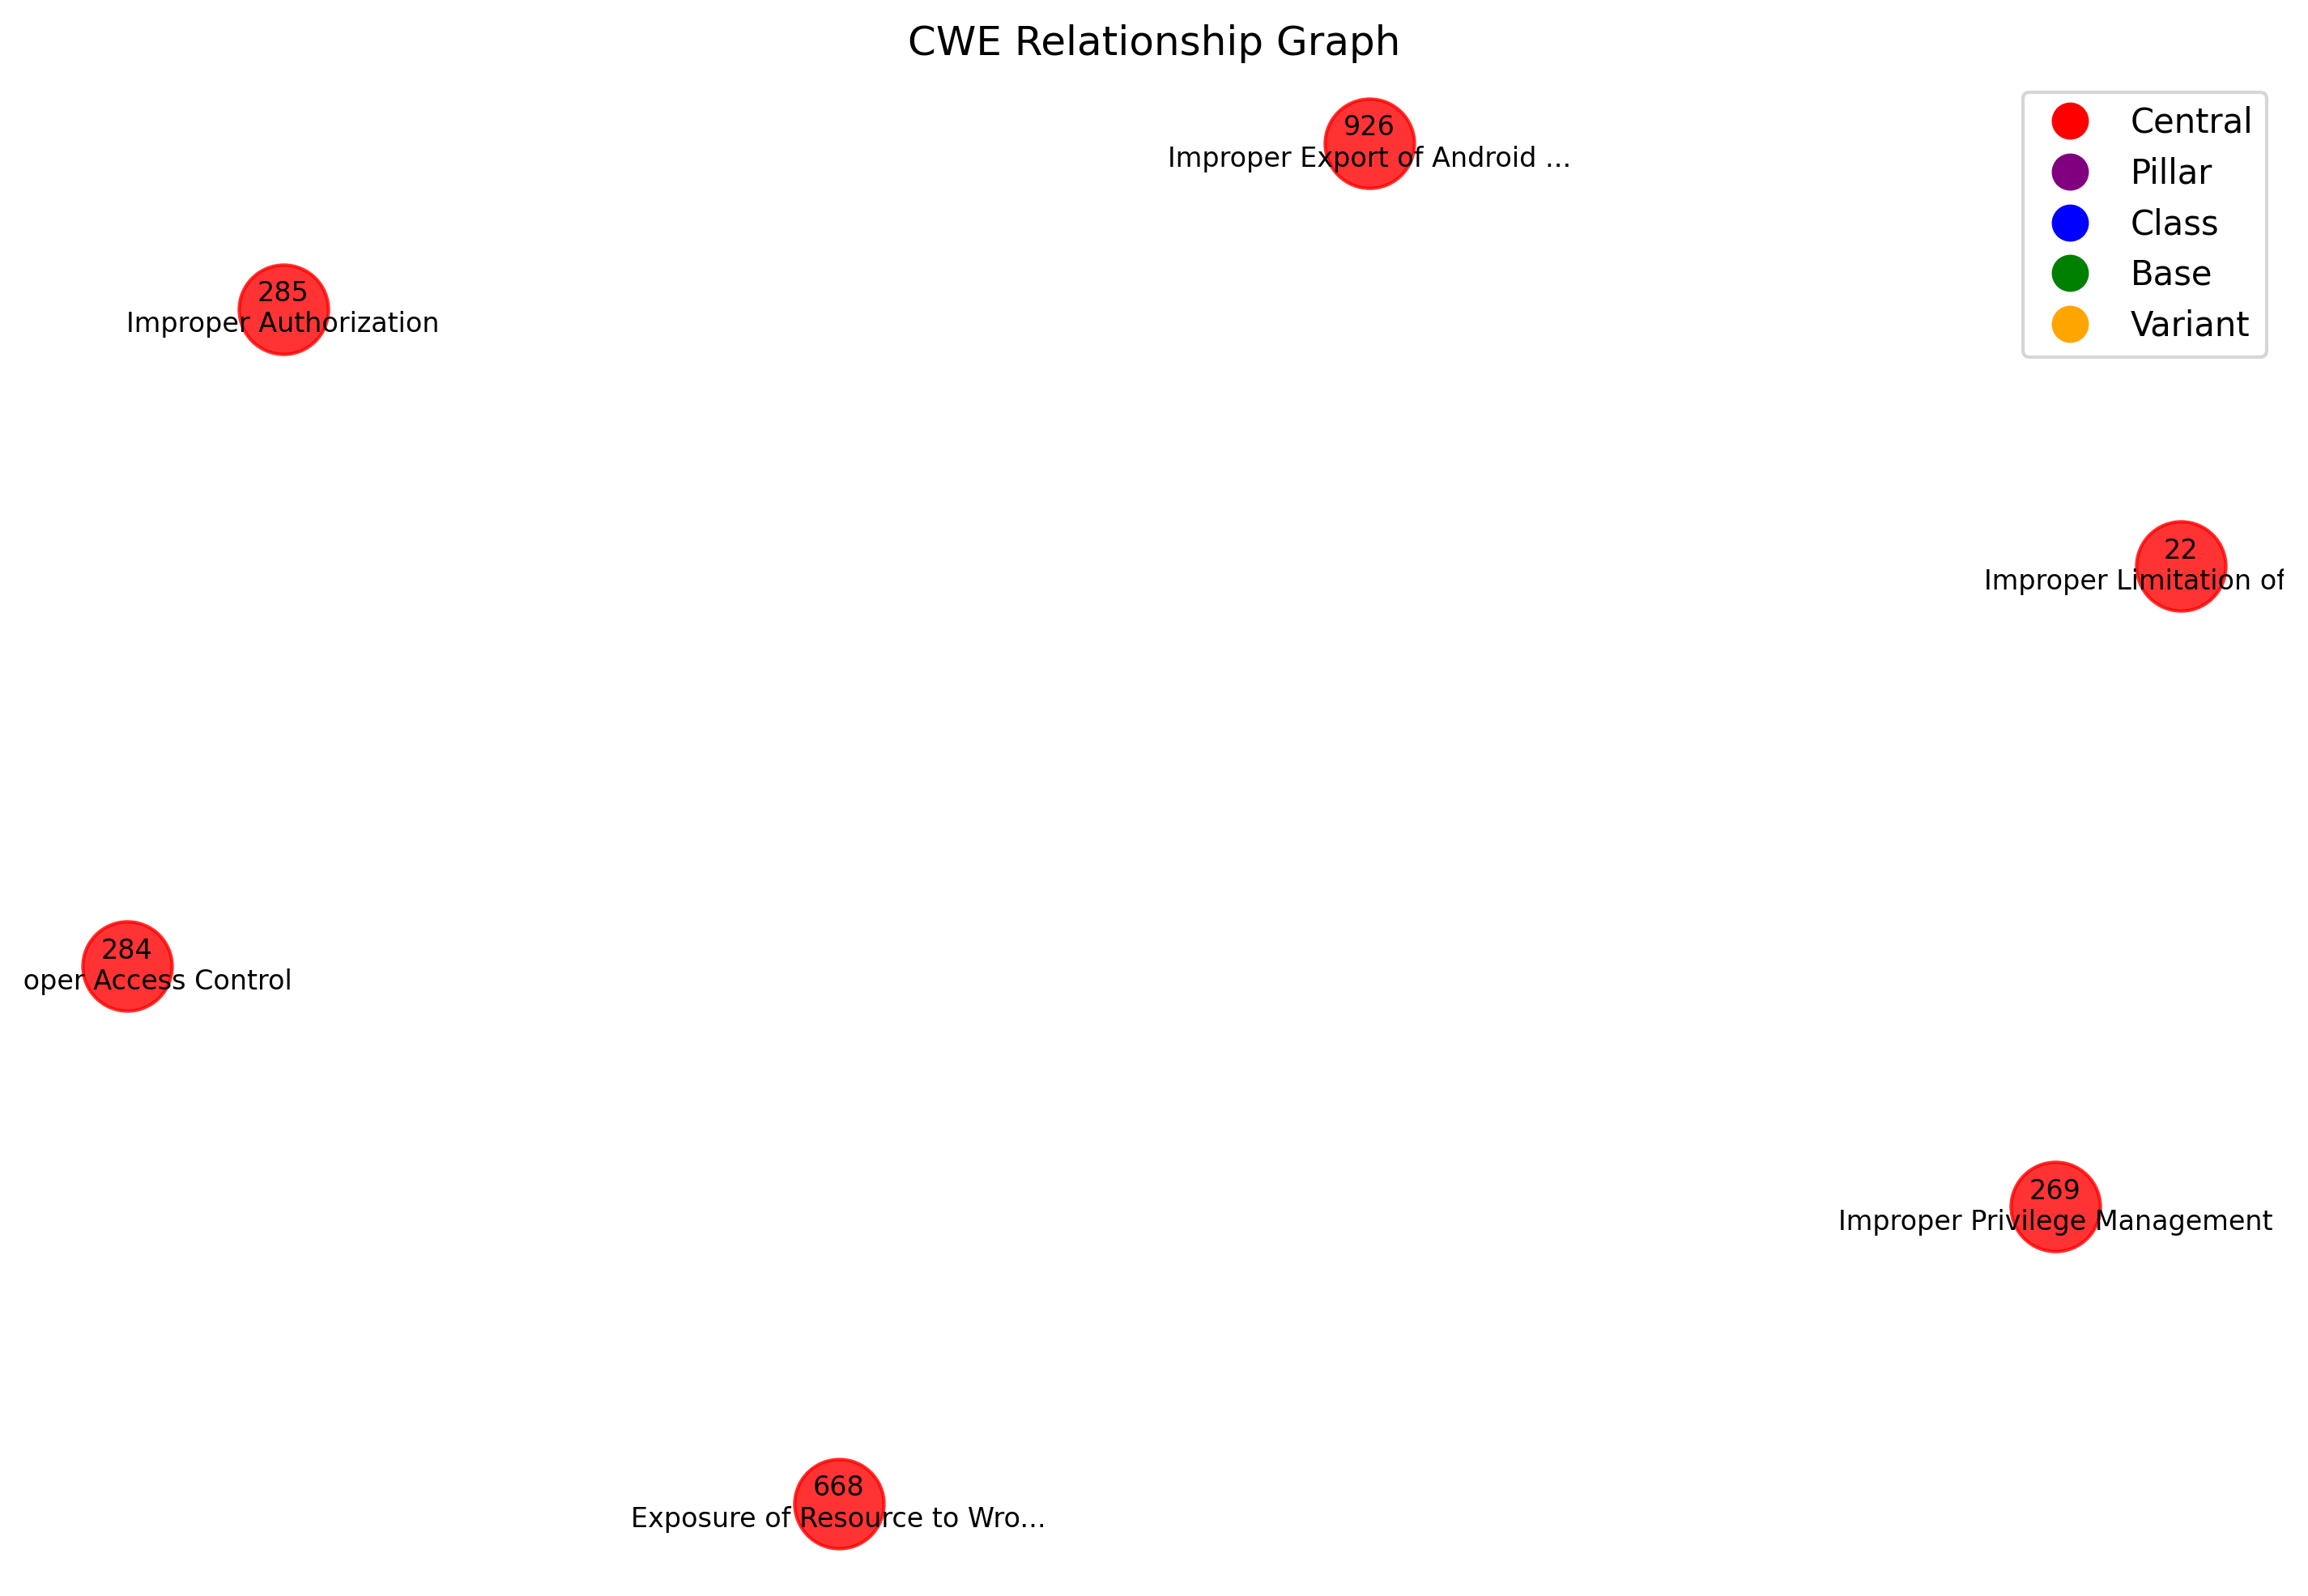 CWE Relationship Graph
926
Improper Export of Android ...
Central
Pillar
Class
Base
Variant
285
Improper Authorization
22
Improper Limitation of
284
oper Access Control
269
Improper Privilege Management
668
Exposure of Resource to Wro...